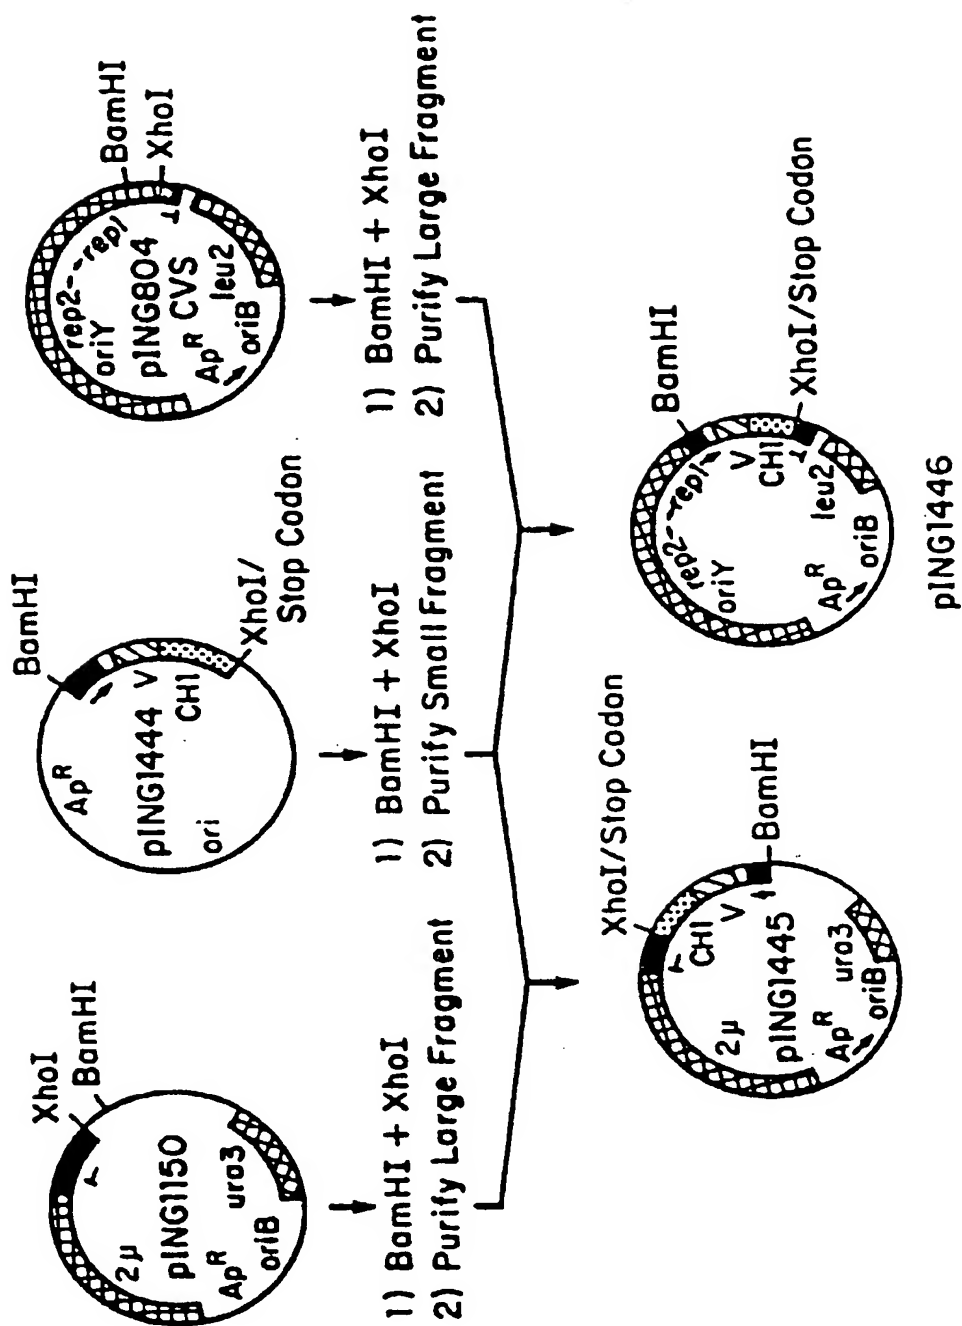 XhoI
BamHI
2μ
pING1150
ura3
ApR
oriB
1) BamHI + XhoI
2) Purify Large Fragment
BamHI
ApR
pING1444
V
CH1
ori
XhoI/
Stop Codon
1) BamHI + XhoI
2) Purify Small Fragment
BamHI
XhoI
rep2---rep1
oriY
pING804
CVS
ApR
leu2
oriB
1) BamHI + XhoI
2) Purify Large Fragment
XhoI/Stop Codon
CH1
2μ
V
BamHI
pING1445
ura3
ApR
oriB
BamHI
rep2---rep1
oriY
V
CH1
XhoI/Stop Codon
leu2
ApR
oriB
pING1446